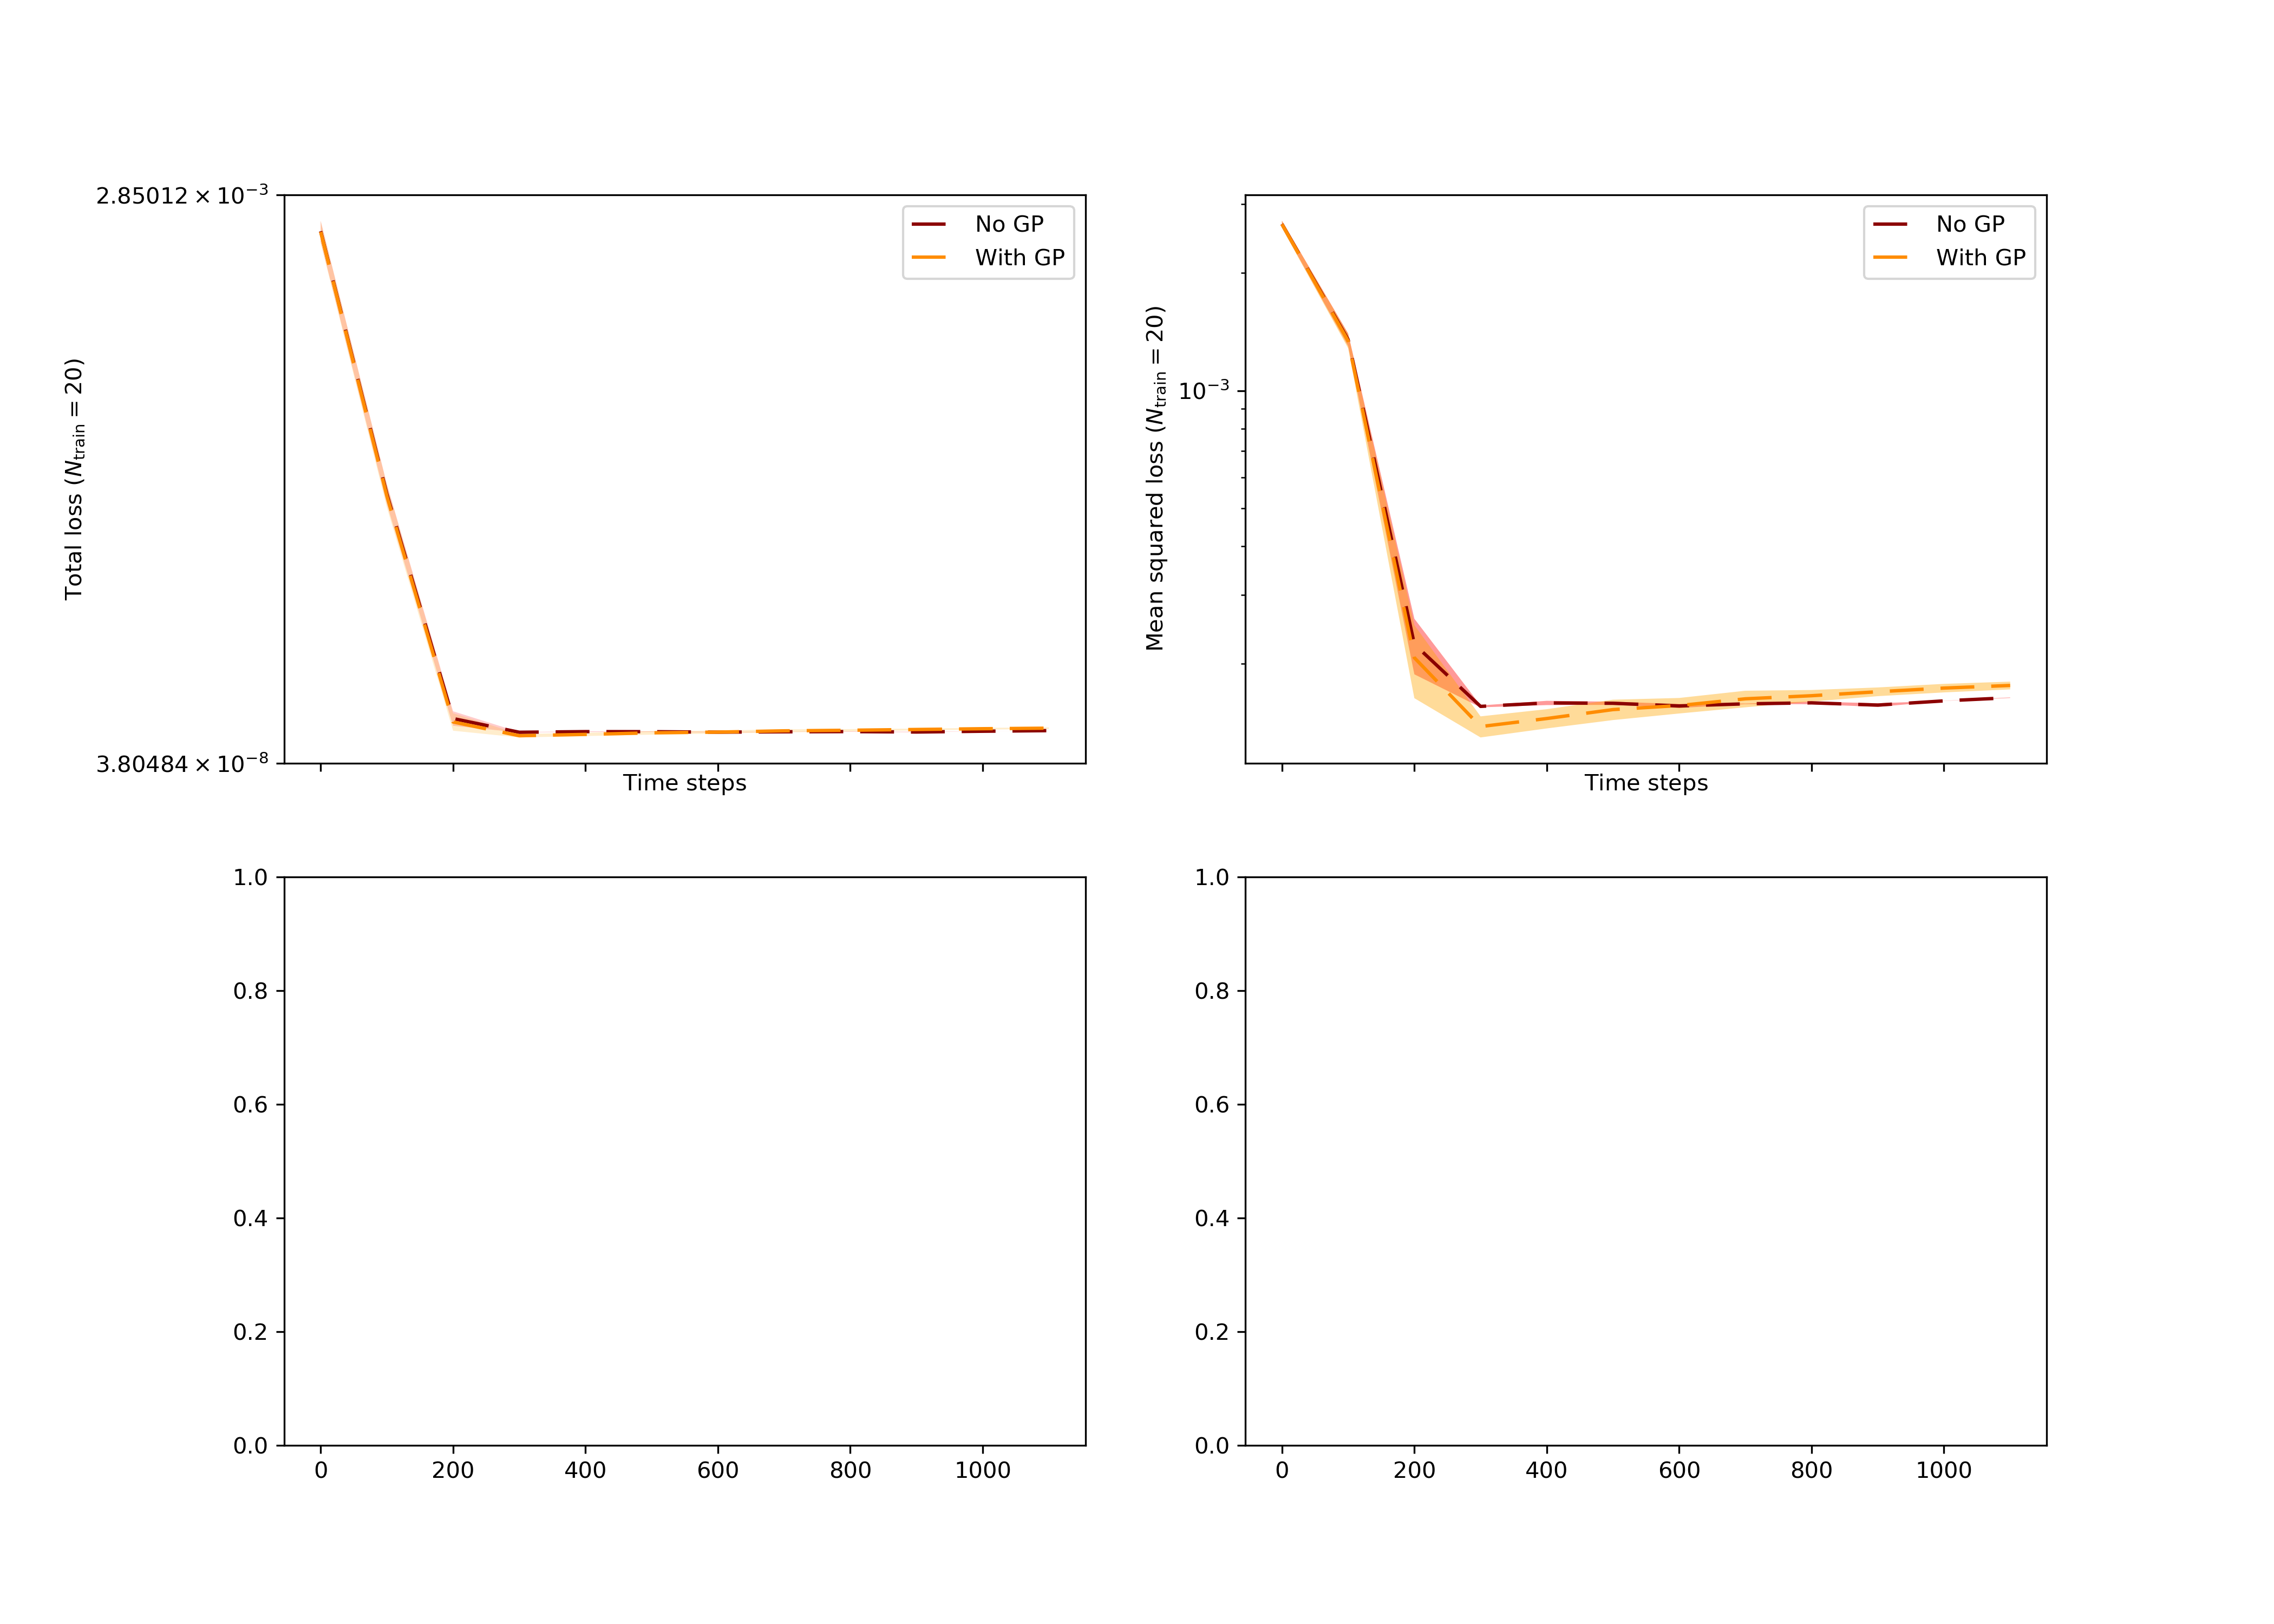 2.85012 × 10⁻³
3.80484 × 10⁻⁸
Total loss (N_train = 20)
No GP
With GP
Time steps
10⁻³
Mean squared loss (N_train = 20)
No GP
With GP
Time steps
1.0
0.8
0.6
0.4
0.2
0.0
0 200 400 600 800 1000
1.0
0.8
0.6
0.4
0.2
0.0
0 200 400 600 800 1000